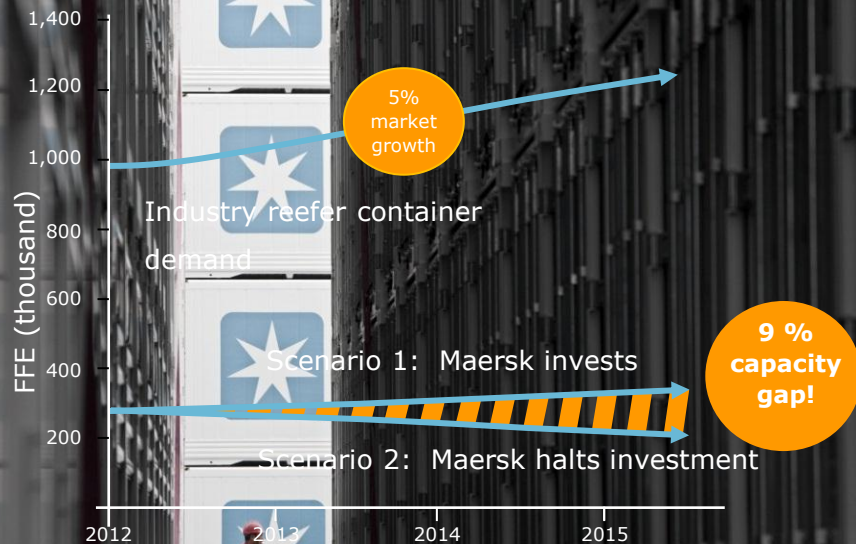 1,400
1,200
1,000
800
600
400
200
FFE (thousand)
5%
market
growth
Industry reefer container
demand
Scenario 1:  Maersk invests
9 %
capacity
gap!
Scenario 2:  Maersk halts investment
2012
2013
2014
2015